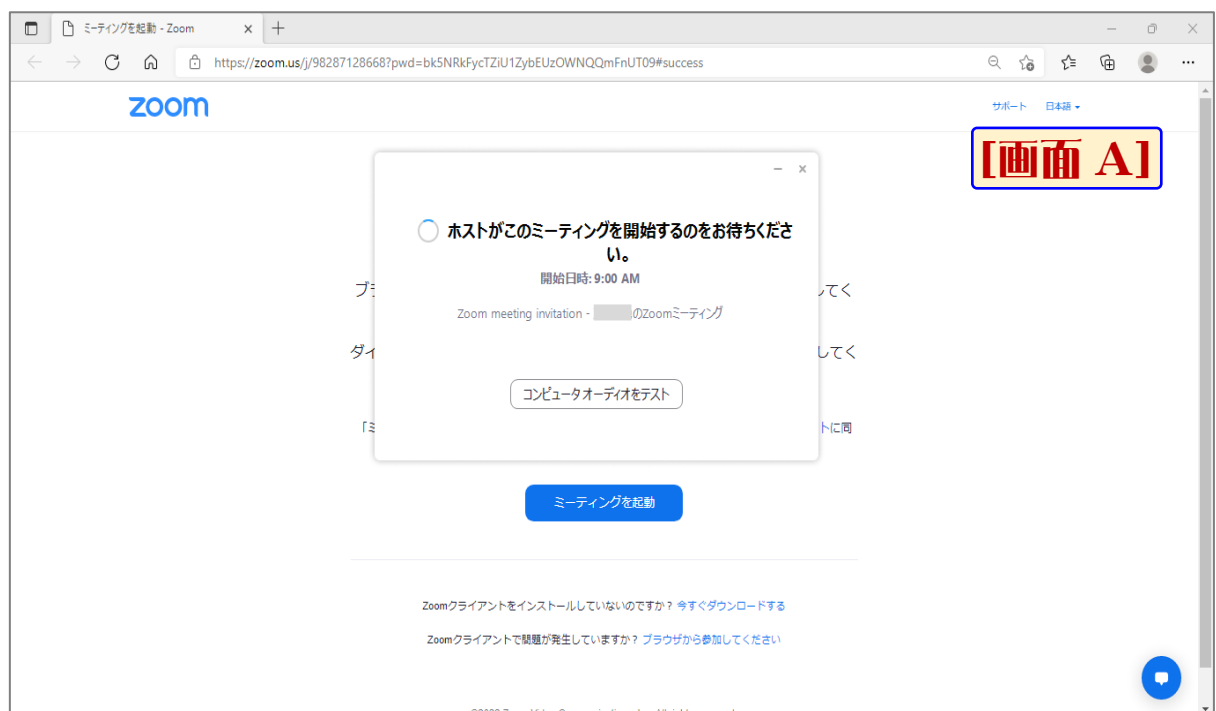 ミーティングを起動 - Zoom
https://zoom.us/j/98287128668?pwd=bk5NRkFycTZiU1ZybEUzOWNQQmFnUT09#success
zoom
サポート 日本語
[画面 A]
ホストがこのミーティングを開始するのをお待ちくださ
い。
開始日時: 9:00 AM
ブラ
してく
Zoom meeting invitation - のZoomミーティング
ダイ
してく
コンピュータ オーディオをテスト
「ミ
トに同
ミーティングを起動
Zoomクライアントをインストールしていないのですか？ 今すぐダウンロードする
Zoomクライアントで問題が発生していますか？ ブラウザから参加してください